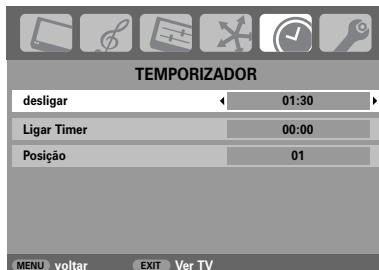 TEMPORIZADOR
desligar 01:30
Ligar Timer 00:00
Posição 01
MENU voltar EXIT Ver TV